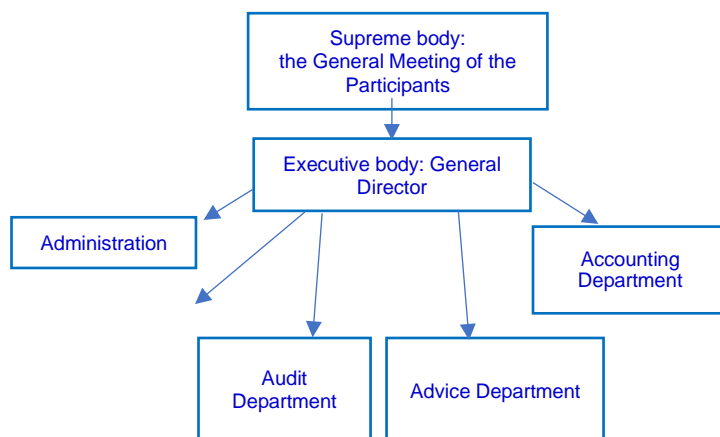 Supreme body:
the General Meeting of the
Participants
Executive body: General
Director
Administration
Accounting
Department
Audit
Department
Advice Department